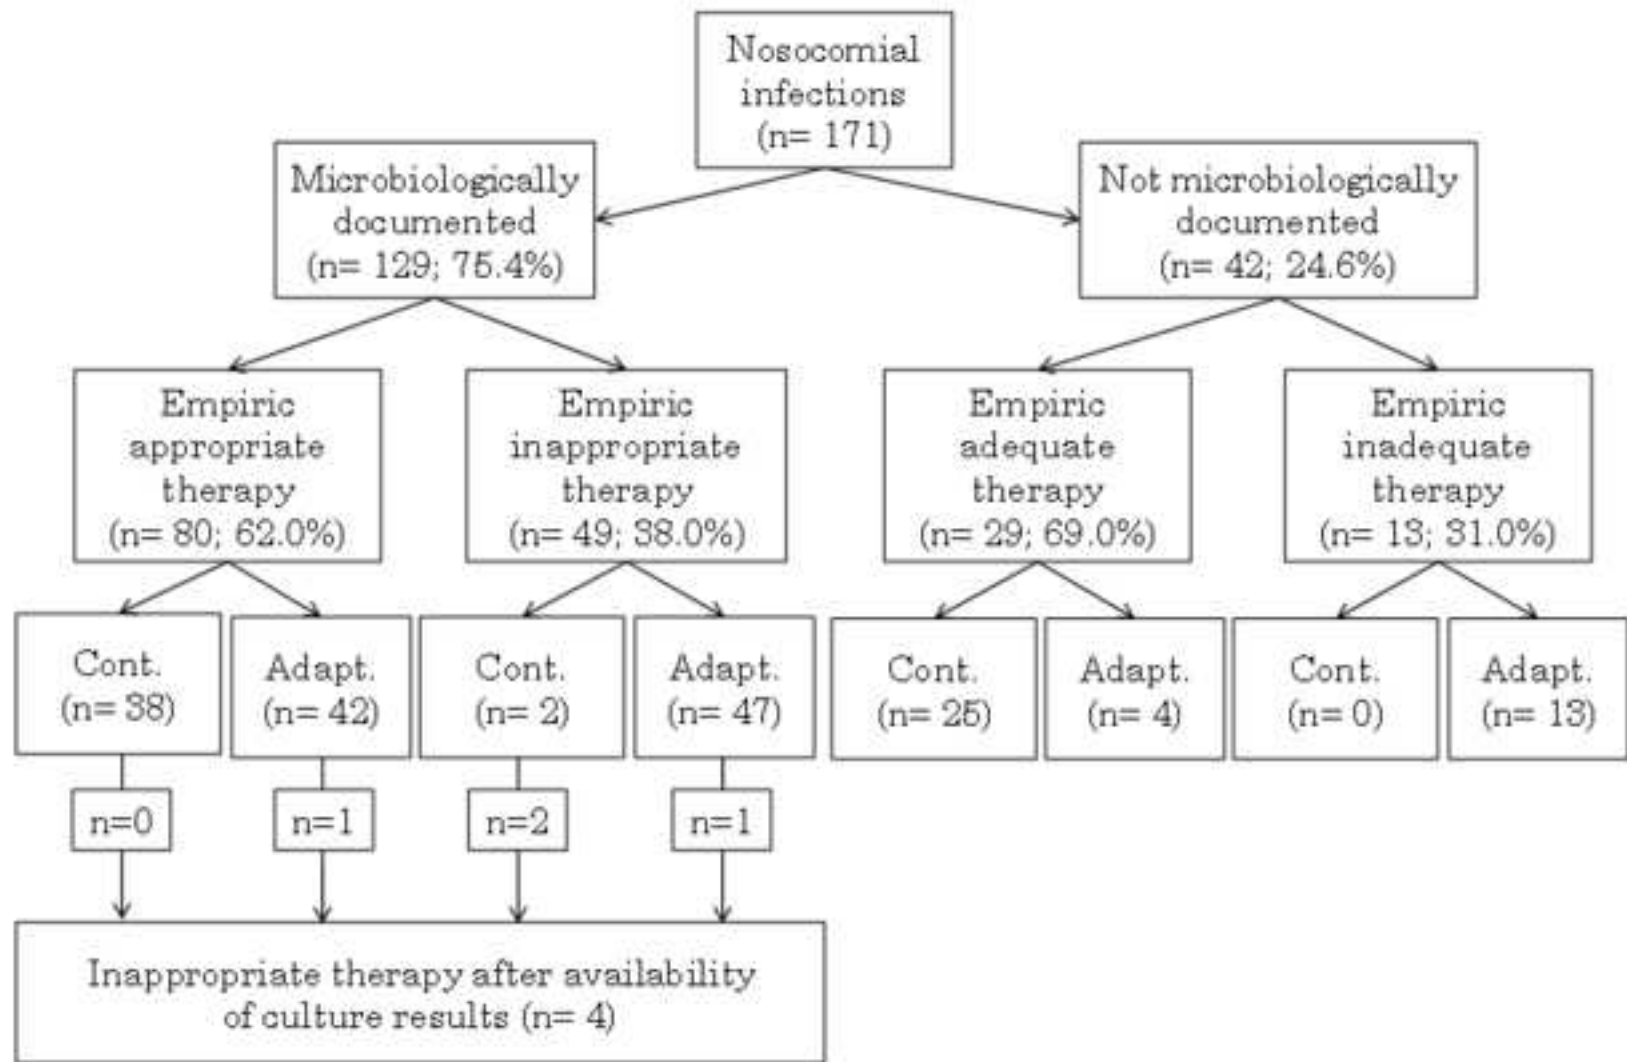 Nosocomial
infections
(n= 171)
Microbiologically
documented
(n= 129; 75.4%)
Not microbiologically
documented
(n= 42; 24.6%)
Empiric
appropriate
therapy
(n= 80; 62.0%)
Empiric
inappropriate
therapy
(n= 49; 38.0%)
Empiric
adequate
therapy
(n= 29; 69.0%)
Empiric
inadequate
therapy
(n= 13; 31.0%)
Cont.
(n= 38)
Adapt.
(n= 42)
Cont.
(n= 2)
Adapt.
(n= 47)
Cont.
(n= 25)
Adapt.
(n= 4)
Cont.
(n= 0)
Adapt.
(n= 13)
n=0
n=1
n=2
n=1
Inappropriate therapy after availability
of culture results (n= 4)